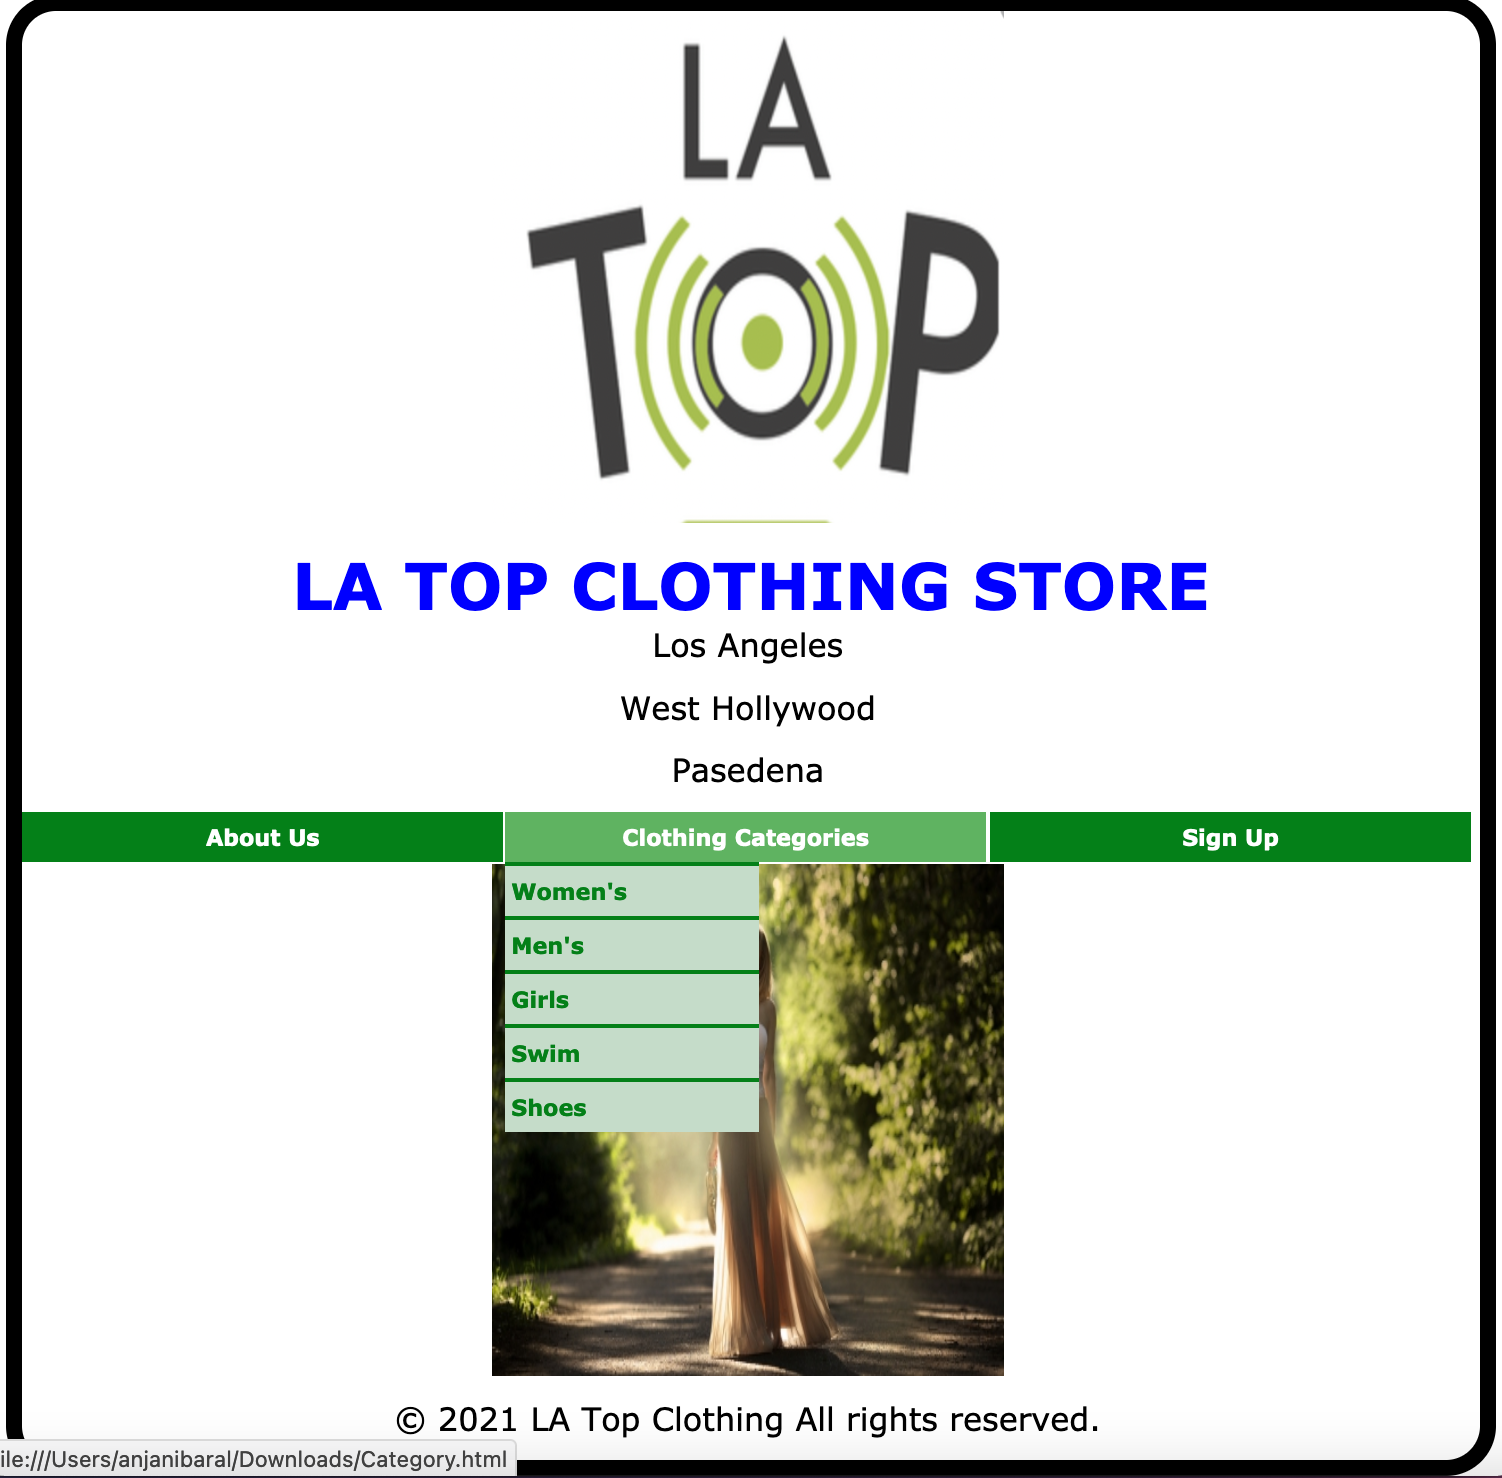 LA
TOP
LA TOP CLOTHING STORE
Los Angeles
West Hollywood
Pasedena
About Us Clothing Categories Sign Up
Women's
Men's
Girls
Swim
Shoes
© 2021 LA Top Clothing All rights reserved.
ile:///Users/anjanibaral/Downloads/Category.html